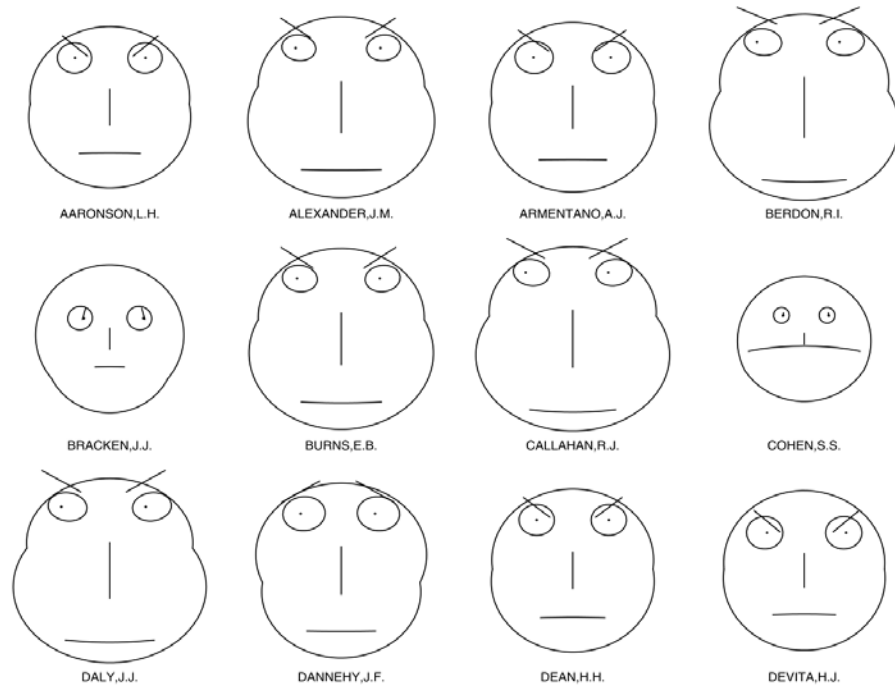 AARONSON,L.H.
ALEXANDER,J.M.
ARMENTANO,A.J.
BERDON,R.I.
BRACKEN,J.J.
BURNS,E.B.
CALLAHAN,R.J.
COHEN,S.S.
DALY,J.J.
DANNEHY,J.F.
DEAN,H.H.
DEVITA,H.J.